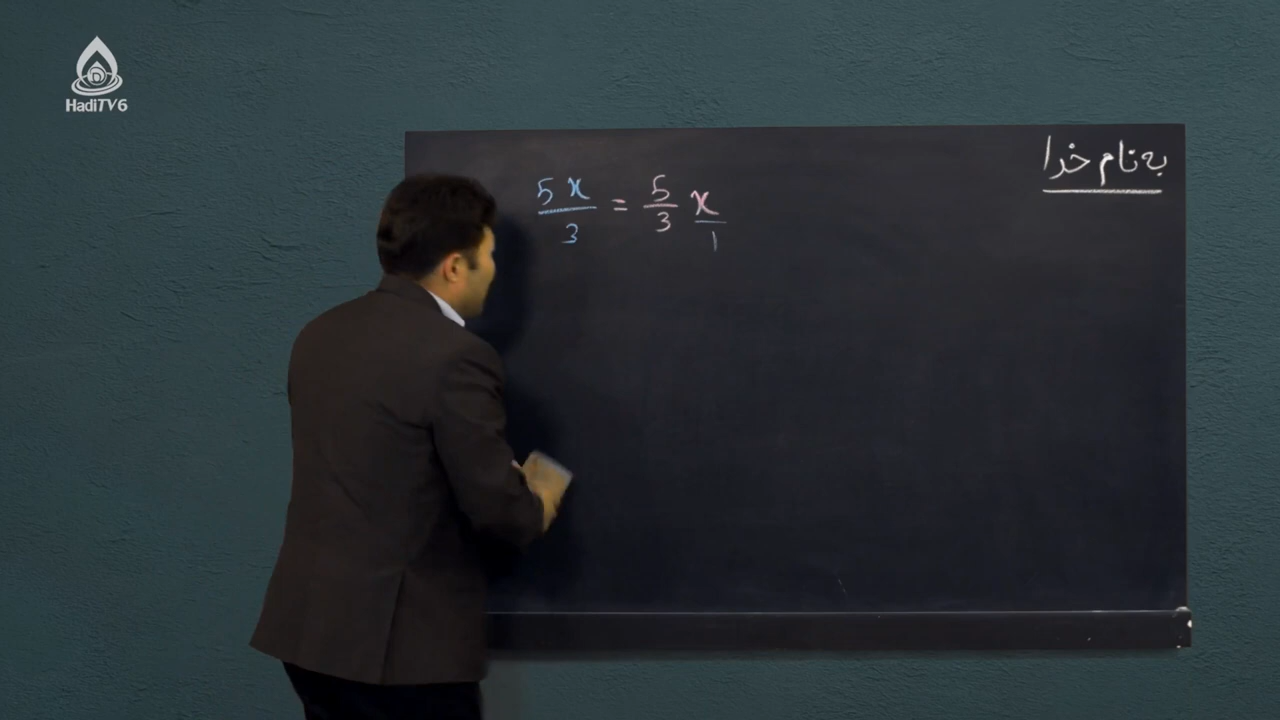 HadiTV6
به نام خدا
5x/3 = 5/3 x/1